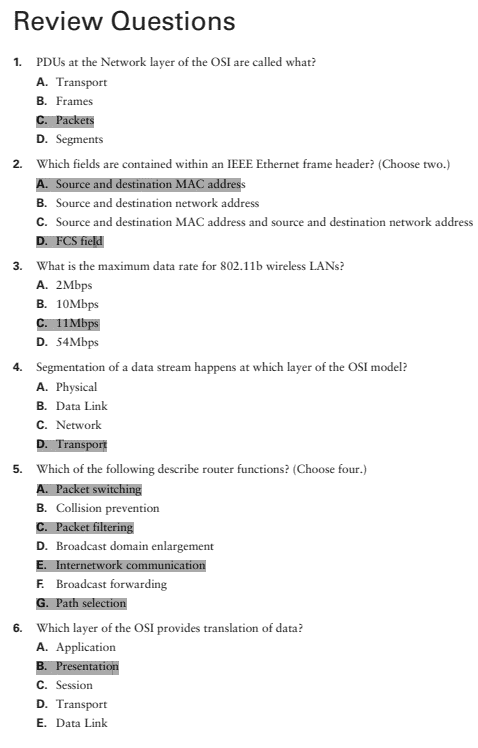 Review Questions
1. PDUs at the Network layer of the OSI are called what?
A. Transport
B. Frames
C. Packets
D. Segments
2. Which fields are contained within an IEEE Ethernet frame header? (Choose two.)
A. Source and destination MAC address
B. Source and destination network address
C. Source and destination MAC address and source and destination network address
D. FCS field
3. What is the maximum data rate for 802.11b wireless LANs?
A. 2Mbps
B. 10Mbps
C. 11Mbps
D. 54Mbps
4. Segmentation of a data stream happens at which layer of the OSI model?
A. Physical
B. Data Link
C. Network
D. Transport
5. Which of the following describe router functions? (Choose four.)
A. Packet switching
B. Collision prevention
C. Packet filtering
D. Broadcast domain enlargement
E. Internetwork communication
F. Broadcast forwarding
G. Path selection
6. Which layer of the OSI provides translation of data?
A. Application
B. Presentation
C. Session
D. Transport
E. Data Link